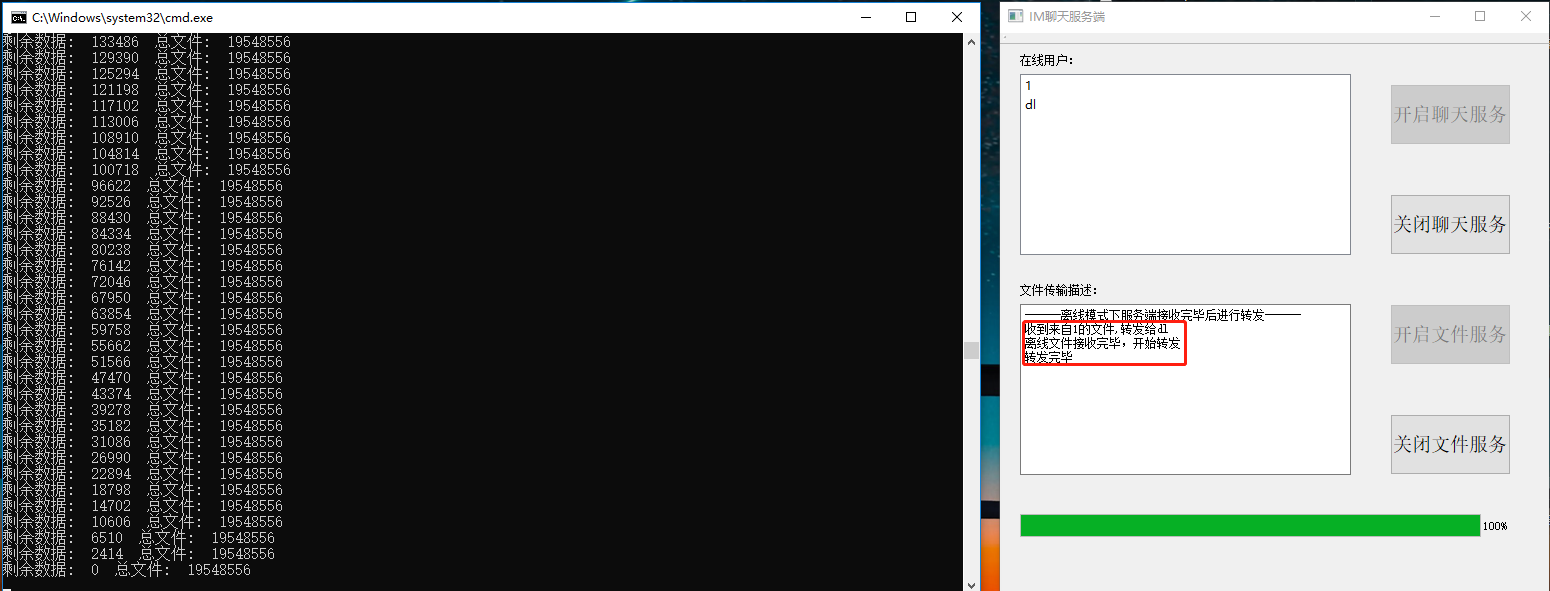 C:\Windows\system32\cmd.exe
剩余数据: 133486 总文件: 19548556
剩余数据: 129390 总文件: 19548556
剩余数据: 125294 总文件: 19548556
剩余数据: 121198 总文件: 19548556
剩余数据: 117102 总文件: 19548556
剩余数据: 113006 总文件: 19548556
剩余数据: 108910 总文件: 19548556
剩余数据: 104814 总文件: 19548556
剩余数据: 100718 总文件: 19548556
剩余数据: 96622 总文件: 19548556
剩余数据: 92526 总文件: 19548556
剩余数据: 88430 总文件: 19548556
剩余数据: 84334 总文件: 19548556
剩余数据: 80238 总文件: 19548556
剩余数据: 76142 总文件: 19548556
剩余数据: 72046 总文件: 19548556
剩余数据: 67950 总文件: 19548556
剩余数据: 63854 总文件: 19548556
剩余数据: 59758 总文件: 19548556
剩余数据: 55662 总文件: 19548556
剩余数据: 51566 总文件: 19548556
剩余数据: 47470 总文件: 19548556
剩余数据: 43374 总文件: 19548556
剩余数据: 39278 总文件: 19548556
剩余数据: 35182 总文件: 19548556
剩余数据: 31086 总文件: 19548556
剩余数据: 26990 总文件: 19548556
剩余数据: 22894 总文件: 19548556
剩余数据: 18798 总文件: 19548556
剩余数据: 14702 总文件: 19548556
剩余数据: 10606 总文件: 19548556
剩余数据: 6510 总文件: 19548556
剩余数据: 2414 总文件: 19548556
剩余数据: 0 总文件: 19548556
IM聊天服务端
在线用户:
1
dl
开启聊天服务
关闭聊天服务
文件传输描述:
———离线模式下服务端接收完毕后进行转发———
收到来自1的文件,转发给dl
离线文件接收完毕，开始转发
转发完毕
开启文件服务
关闭文件服务
100%